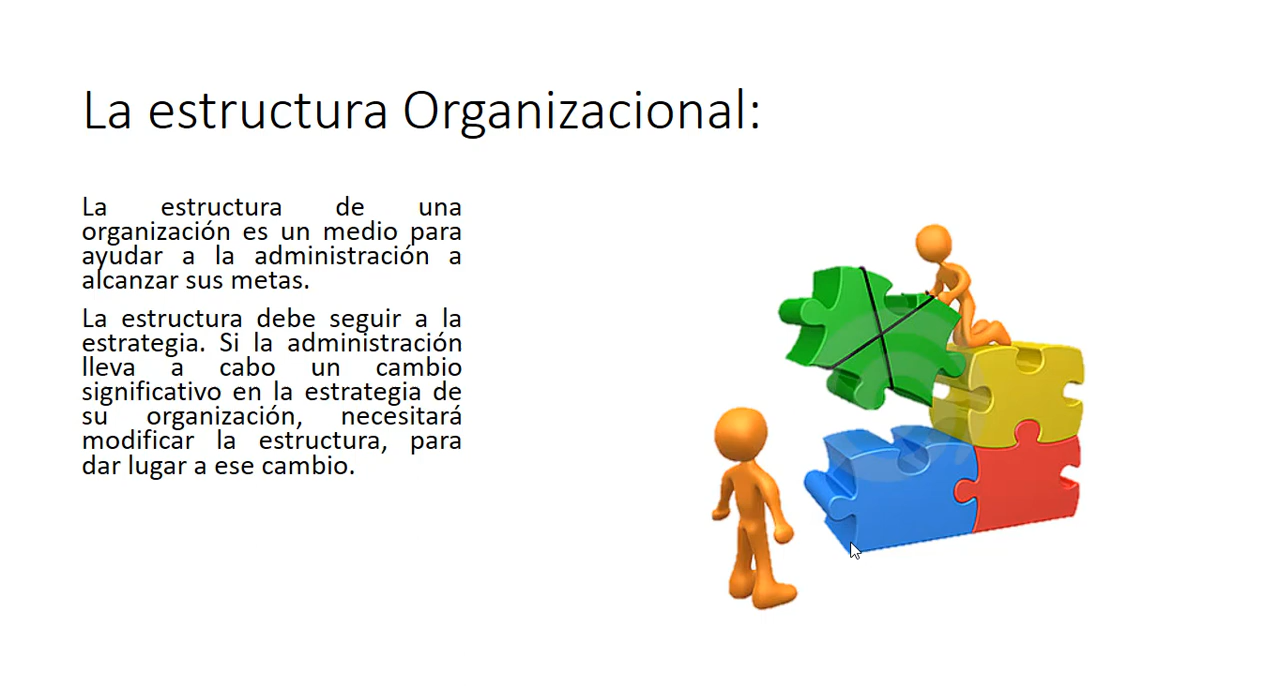 La estructura Organizacional:
La estructura de una
organización es un medio para
ayudar a la administración a
alcanzar sus metas.
La estructura debe seguir a la
estrategia. Si la administración
lleva a cabo un cambio
significativo en la estrategia de
su organización, necesitará
modificar la estructura, para
dar lugar a ese cambio.